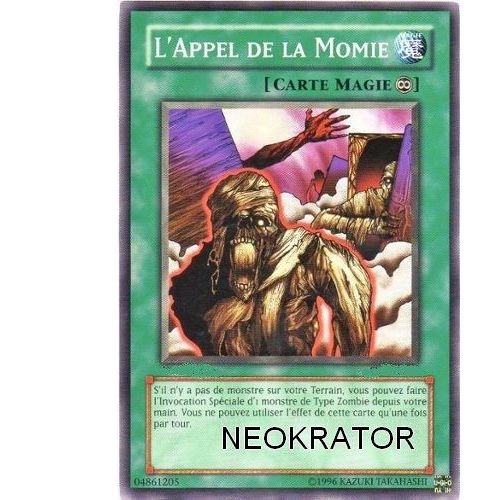 L'APPEL DE LA MOMIE 魔
[CARTE MAGIE]
S'il n'y a pas de monstre sur votre Terrain, vous pouvez faire
l'Invocation Spéciale d'1 monstre de Type Zombie depuis votre
main. Vous ne pouvez utiliser l'effet de cette carte qu'une fois
par tour.
NEOKRATOR
04861205
©1996 KAZUKI TAKAHASHI